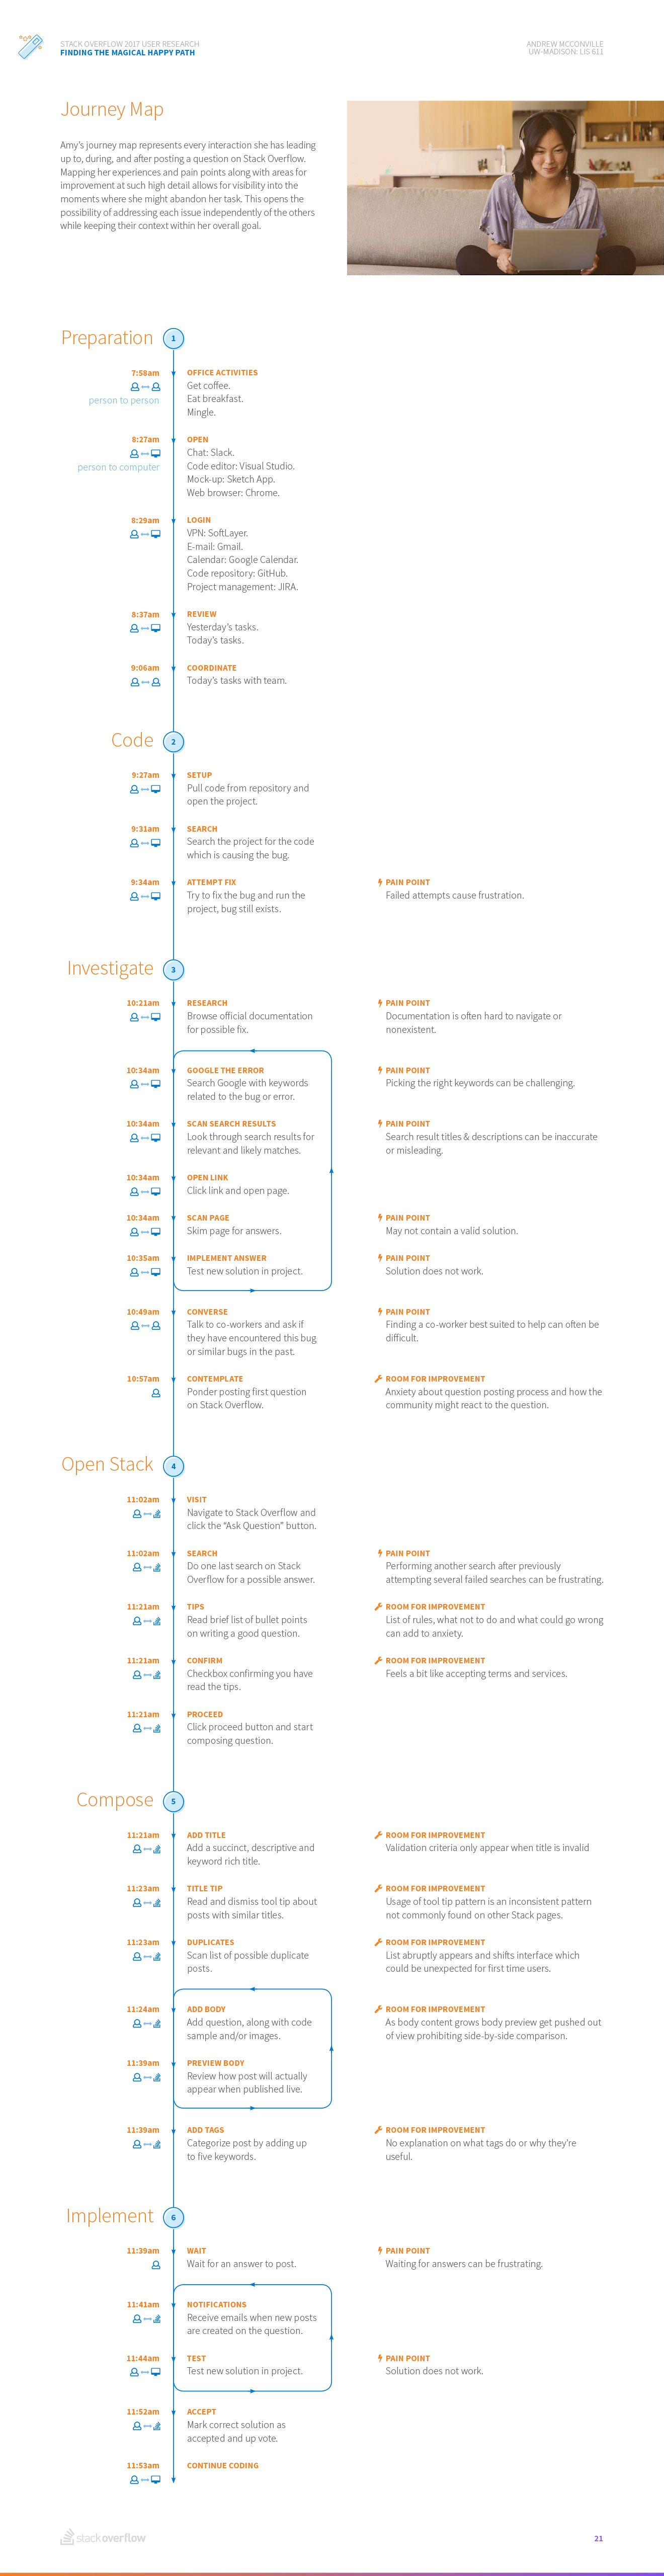 STACK OVERFLOW 2017 USER RESEARCH
FINDING THE MAGICAL HAPPY PATH
ANDREW MCCONVILLE
UW-MADISON: LIS 611
Journey Map
Amy's journey map represents every interaction she has leading
up to, during, and after posting a question on Stack Overflow.
Mapping her experiences and pain points along with areas for
improvement at such high detail allows for visibility into the
moments where she might abandon her task. This opens the
possibility of addressing each issue independently of the others
while keeping their context within her overall goal.
Preparation 1
7:58am
person to person
OFFICE ACTIVITIES
Get coffee.
Eat breakfast.
Mingle.
8:27am
person to computer
OPEN
Chat: Slack.
Code editor: Visual Studio.
Mock-up: Sketch App.
Web browser: Chrome.
8:29am
LOGIN
VPN: SoftLayer.
E-mail: Gmail.
Calendar: Google Calendar.
Code repository: GitHub.
Project management: JIRA.
8:37am
REVIEW
Yesterday's tasks.
Today's tasks.
9:06am
COORDINATE
Today's tasks with team.
Code 2
9:27am
SETUP
Pull code from repository and
open the project.
9:31am
SEARCH
Search the project for the code
which is causing the bug.
9:34am
ATTEMPT FIX
Try to fix the bug and run the
project, bug still exists.
PAIN POINT
Failed attempts cause frustration.
Investigate 3
10:21am
RESEARCH
Browse official documentation
for possible fix.
PAIN POINT
Documentation is often hard to navigate or
nonexistent.
10:34am
GOOGLE THE ERROR
Search Google with keywords
related to the bug or error.
PAIN POINT
Picking the right keywords can be challenging.
10:34am
SCAN SEARCH RESULTS
Look through search results for
relevant and likely matches.
PAIN POINT
Search result titles & descriptions can be inaccurate
or misleading.
10:34am
OPEN LINK
Click link and open page.
10:34am
SCAN PAGE
Skim page for answers.
PAIN POINT
May not contain a valid solution.
10:35am
IMPLEMENT ANSWER
Test new solution in project.
PAIN POINT
Solution does not work.
10:49am
CONVERSE
Talk to co-workers and ask if
they have encountered this bug
or similar bugs in the past.
PAIN POINT
Finding a co-worker best suited to help can often be
difficult.
10:57am
CONTEMPLATE
Ponder posting first question
on Stack Overflow.
ROOM FOR IMPROVEMENT
Anxiety about question posting process and how the
community might react to the question.
Open Stack 4
11:02am
VISIT
Navigate to Stack Overflow and
click the "Ask Question" button.
11:02am
SEARCH
Do one last search on Stack
Overflow for a possible answer.
PAIN POINT
Performing another search after previously
attempting several failed searches can be frustrating.
11:21am
TIPS
Read brief list of bullet points
on writing a good question.
ROOM FOR IMPROVEMENT
List of rules, what not to do and what could go wrong
can add to anxiety.
11:21am
CONFIRM
Checkbox confirming you have
read the tips.
ROOM FOR IMPROVEMENT
Feels a bit like accepting terms and services.
11:21am
PROCEED
Click proceed button and start
composing question.
Compose 5
11:21am
ADD TITLE
Add a succinct, descriptive and
keyword rich title.
ROOM FOR IMPROVEMENT
Validation criteria only appear when title is invalid
11:23am
TITLE TIP
Read and dismiss tool tip about
posts with similar titles.
ROOM FOR IMPROVEMENT
Usage of tool tip pattern is an inconsistent pattern
not commonly found on other Stack pages.
11:23am
DUPLICATES
Scan list of possible duplicate
posts.
ROOM FOR IMPROVEMENT
List abruptly appears and shifts interface which
could be unexpected for first time users.
11:24am
ADD BODY
Add question, along with code
sample and/or images.
ROOM FOR IMPROVEMENT
As body content grows body preview get pushed out
of view prohibiting side-by-side comparison.
11:39am
PREVIEW BODY
Review how post will actually
appear when published live.
11:39am
ADD TAGS
Categorize post by adding up
to five keywords.
ROOM FOR IMPROVEMENT
No explanation on what tags do or why they're
useful.
Implement 6
11:39am
WAIT
Wait for an answer to post.
PAIN POINT
Waiting for answers can be frustrating.
11:41am
NOTIFICATIONS
Receive emails when new posts
are created on the question.
11:44am
TEST
Test new solution in project.
PAIN POINT
Solution does not work.
11:52am
ACCEPT
Mark correct solution as
accepted and up vote.
11:53am
CONTINUE CODING
stackoverflow
21